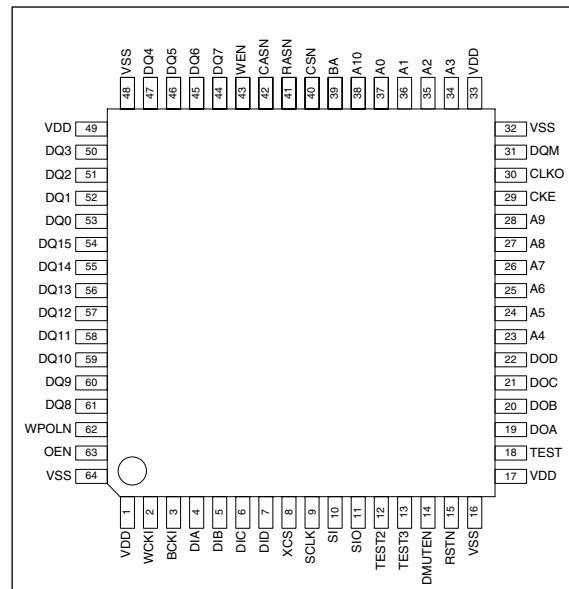 VSS DQ4 DQ5 DQ6 DQ7 WEN CASN RASN CSN BA A10 A0 A1 A2 A3 VDD
48 47 46 45 44 43 42 41 40 39 38 37 36 35 34 33
VDD 49 32 VSS
DQ3 50 31 DQM
DQ2 51 30 CLKO
DQ1 52 29 CKE
DQ0 53 28 A9
DQ15 54 27 A8
DQ14 55 26 A7
DQ13 56 25 A6
DQ12 57 24 A5
DQ11 58 23 A4
DQ10 59 22 DOD
DQ9 60 21 DOC
DQ8 61 20 DOB
WPOLN 62 19 DOA
OEN 63 18 TEST
VSS 64 17 VDD
1 2 3 4 5 6 7 8 9 10 11 12 13 14 15 16
VDD WCKI BCKI DIA DIB DIC DID XCS SCLK SI SIO TEST2 TEST3 DMUTEN RSTN VSS